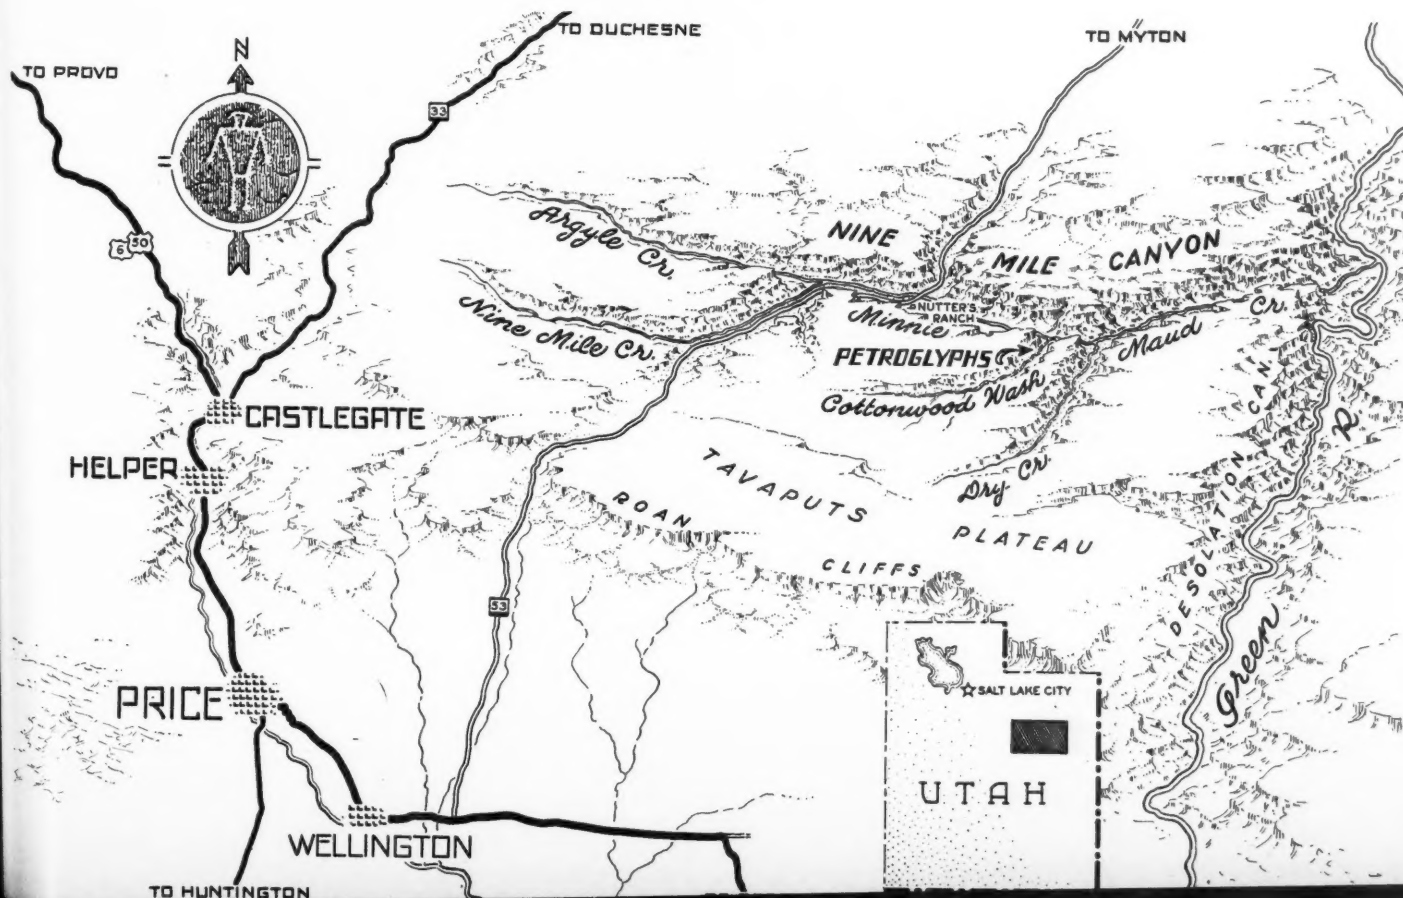 TO DUCHESNE
TO MYTON
N
TO PROVO
33
6 50
Argyle Cr.
NINE MILE CANYON
Nine Mile Cr.
NUTTER'S
RANCH
Minnie Maud Cr.
PETROGLYPHS
Cottonwood Wash
CASTLEGATE
HELPER
Dry Cr.
TAVAPUTS PLATEAU
ROAN CLIFFS
DESOLATION CAN.
Green R.
53
PRICE
SALT LAKE CITY
UTAH
WELLINGTON
TO HUNTINGTON